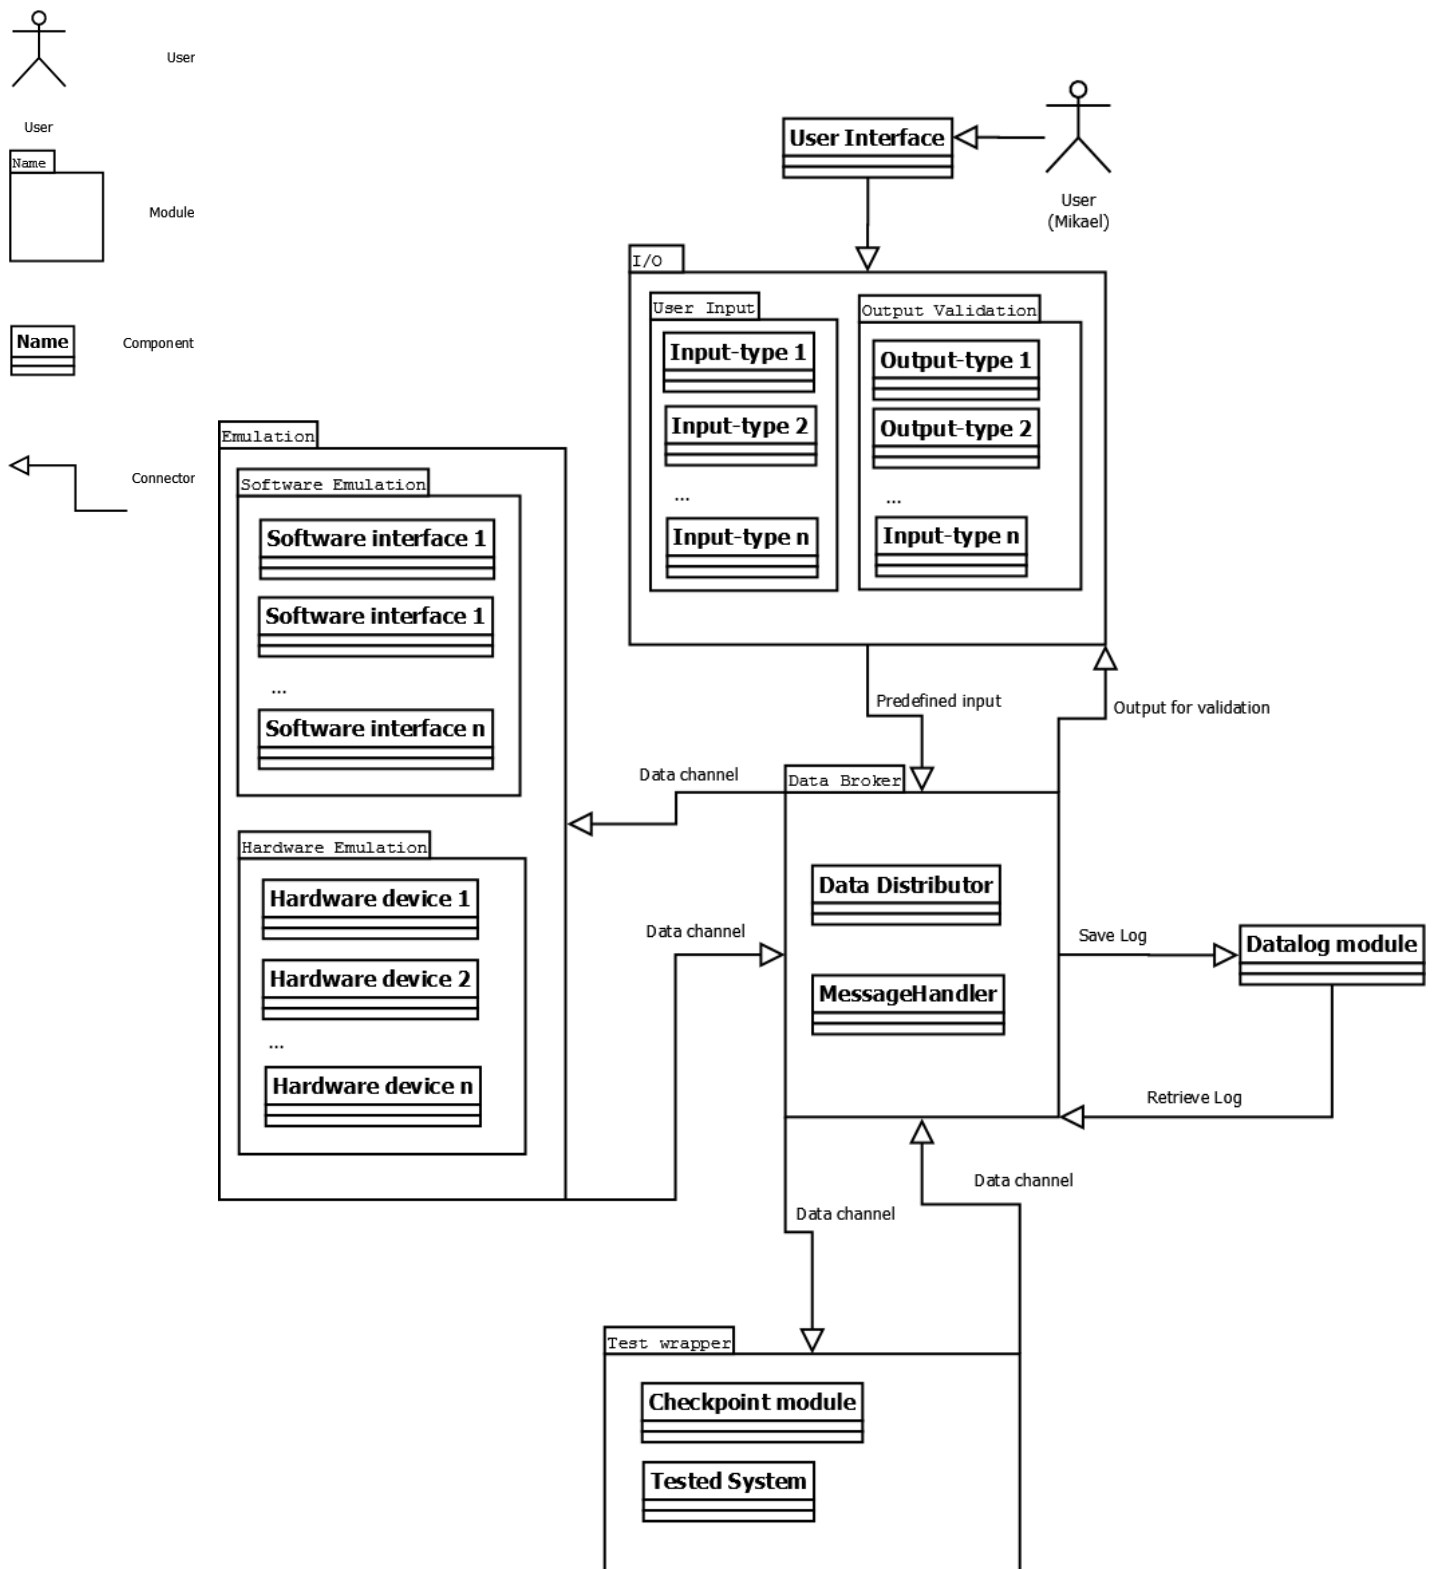 User
User
Name
Module
Name
Component
Connector
User Interface
User
(Mikael)
I/O
User Input
Input-type 1
Input-type 2
...
Input-type n
Output Validation
Output-type 1
Output-type 2
...
Input-type n
Emulation
Software Emulation
Software interface 1
Software interface 1
...
Software interface n
Hardware Emulation
Hardware device 1
Hardware device 2
...
Hardware device n
Predefined input
Output for validation
Data channel
Data channel
Data Broker
Data Distributor
MessageHandler
Save Log
Datalog module
Retrieve Log
Data channel
Data channel
Test wrapper
Checkpoint module
Tested System